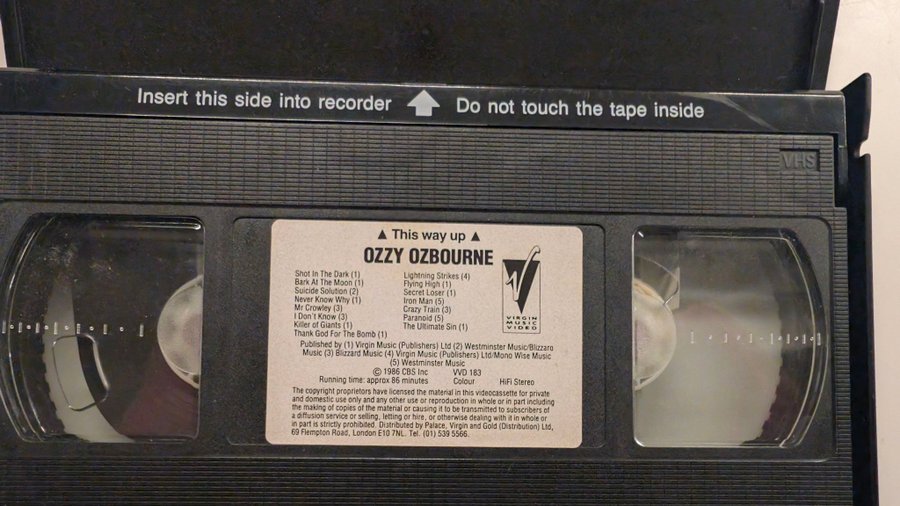 Insert this side into recorder ⬆ Do not touch the tape inside
VHS
▲ This way up ▲
OZZY OZBOURNE
Shot In The Dark (1)
Bark At The Moon (1)
Suicide Solution (2)
Never Know Why (1)
Mr Crowley (3)
I Don't Know (3)
Killer of Giants (1)
Thank God For The Bomb (1)
Lightning Strikes (4)
Flying High (1)
Secret Loser (1)
Iron Man (5)
Crazy Train (3)
Paranoid (5)
The Ultimate Sin (1)
VIRGIN
MUSIC
VIDEO
Published by (1) Virgin Music (Publishers) Ltd (2) Westminster Music/Blizzard
Music (3) Blizzard Music (4) Virgin Music (Publishers) Ltd/Mono Wise Music
(5) Westminster Music
© 1986 CBS Inc VVD 183
Running time: approx 86 minutes Colour HiFi Stereo
The copyright proprietors have licensed the material in this videocassette for private
and domestic use only and any other use or reproduction in whole or in part including
the making of copies of the material or causing it to be transmitted to subscribers of
a diffusion service or selling, letting or hire, or otherwise dealing with it in whole or
in part is strictly prohibited. Distributed by Palace, Virgin and Gold (Distribution) Ltd,
69 Flempton Road, London E10 7NL. Tel. (01) 539 5566.